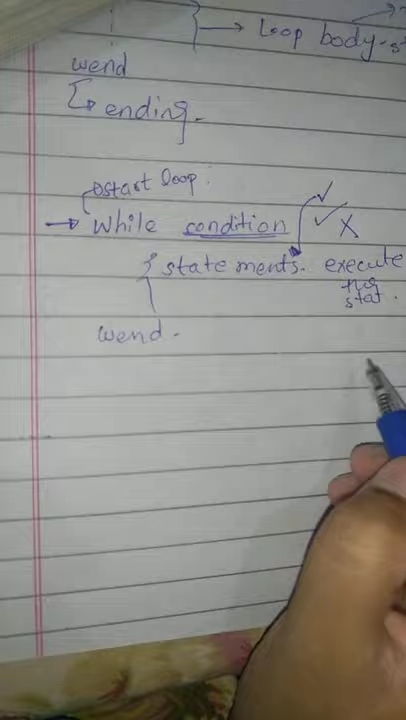 → Loop body-s
wend
↳ ending.
start loop.
→ While condition ✓ ✓ X
statements. execute
the
stat.
wend.